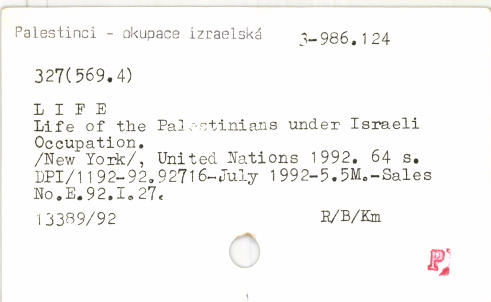 Palestinci - okupace izraelská
3-986.124
327(569.4)
L I F E
Life of the Palestinians under Israeli
Occupation.
/New York/, United Nations 1992. 64 s.
DPI/1192-92.92716-July 1992-5.5M.-Sales
No.E.92.I.27.
13389/92 R/B/Km
P